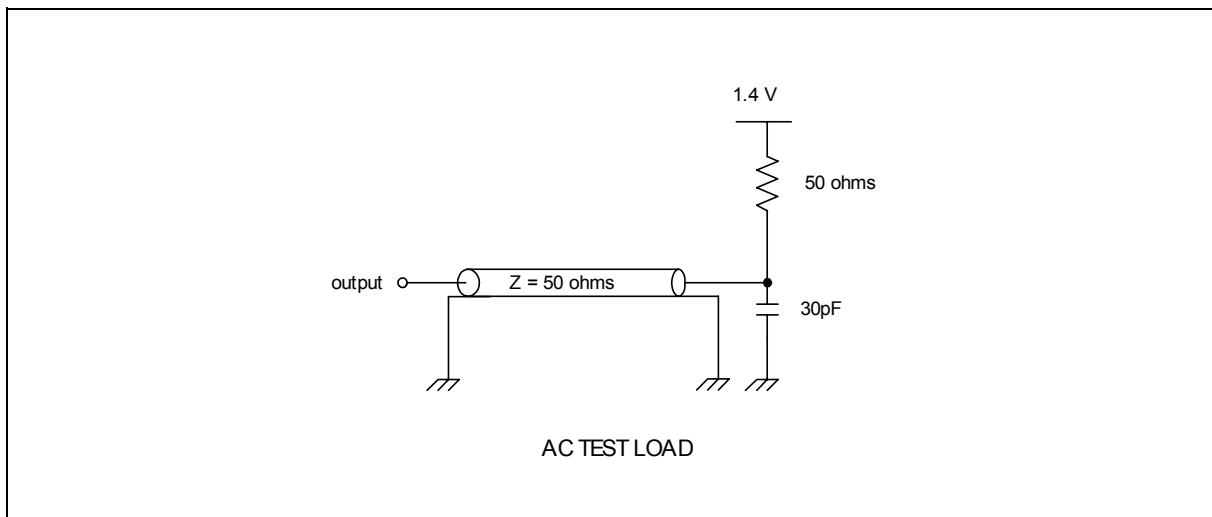 1.4 V
50 ohms
output
Z = 50 ohms
30pF
AC TEST LOAD